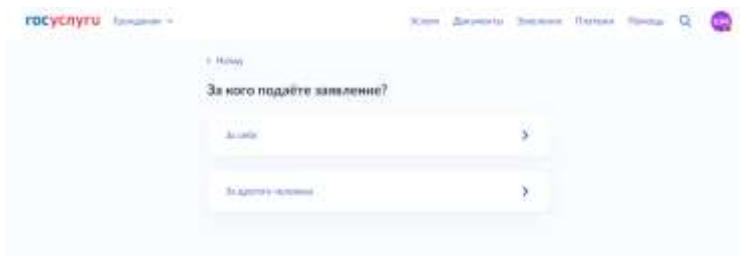 госуслуги Гражданам Услуги Документы Заявления Платежи Помощь
Назад
За кого подаёте заявление?
За себя
За другого человека